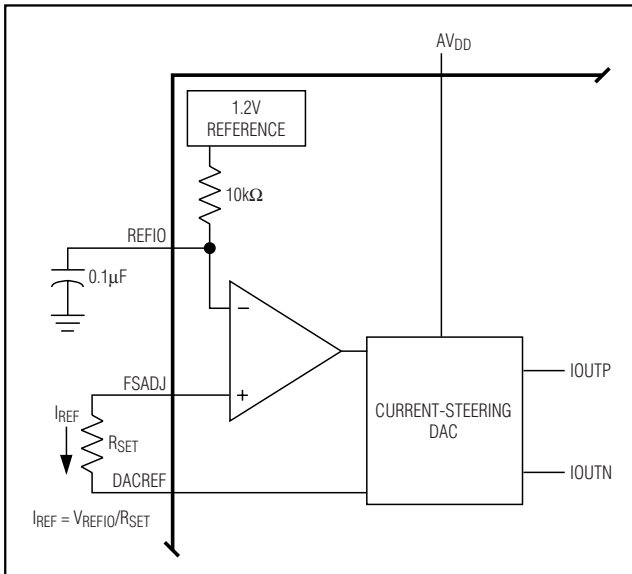 AVDD
1.2V
REFERENCE
10kΩ
REFIO
0.1μF
−
FSADJ
+
IREF
RSET
DACREF
CURRENT-STEERING
DAC
IOUTP
IOUTN
IREF = VREFIO/RSET